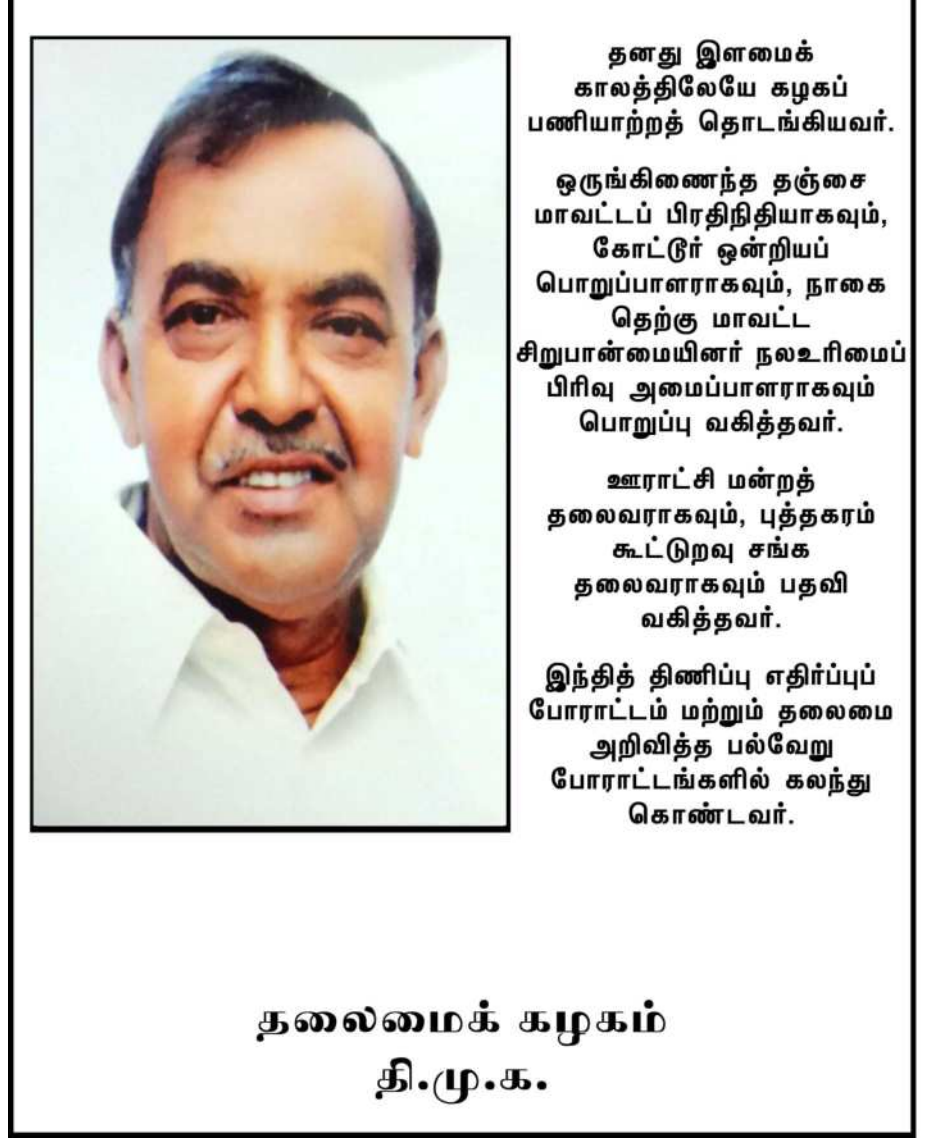 தனது இளமைக்
காலத்திலேயே கழகப்
பணியாற்றத் தொடங்கியவர்.
ஒருங்கிணைந்த தஞ்சை
மாவட்டப் பிரதிநிதியாகவும்,
கோட்டூர் ஒன்றியப்
பொறுப்பாளராகவும், நாகை
தெற்கு மாவட்ட
சிறுபான்மையினர் நலஉரிமைப்
பிரிவு அமைப்பாளராகவும்
பொறுப்பு வகித்தவர்.
ஊராட்சி மன்றத்
தலைவராகவும், புத்தகரம்
கூட்டுறவு சங்க
தலைவராகவும் பதவி
வகித்தவர்.
இந்தித் திணிப்பு எதிர்ப்புப்
போராட்டம் மற்றும் தலைமை
அறிவித்த பல்வேறு
போராட்டங்களில் கலந்து
கொண்டவர்.
தலைமைக் கழகம்
தி.மு.க.